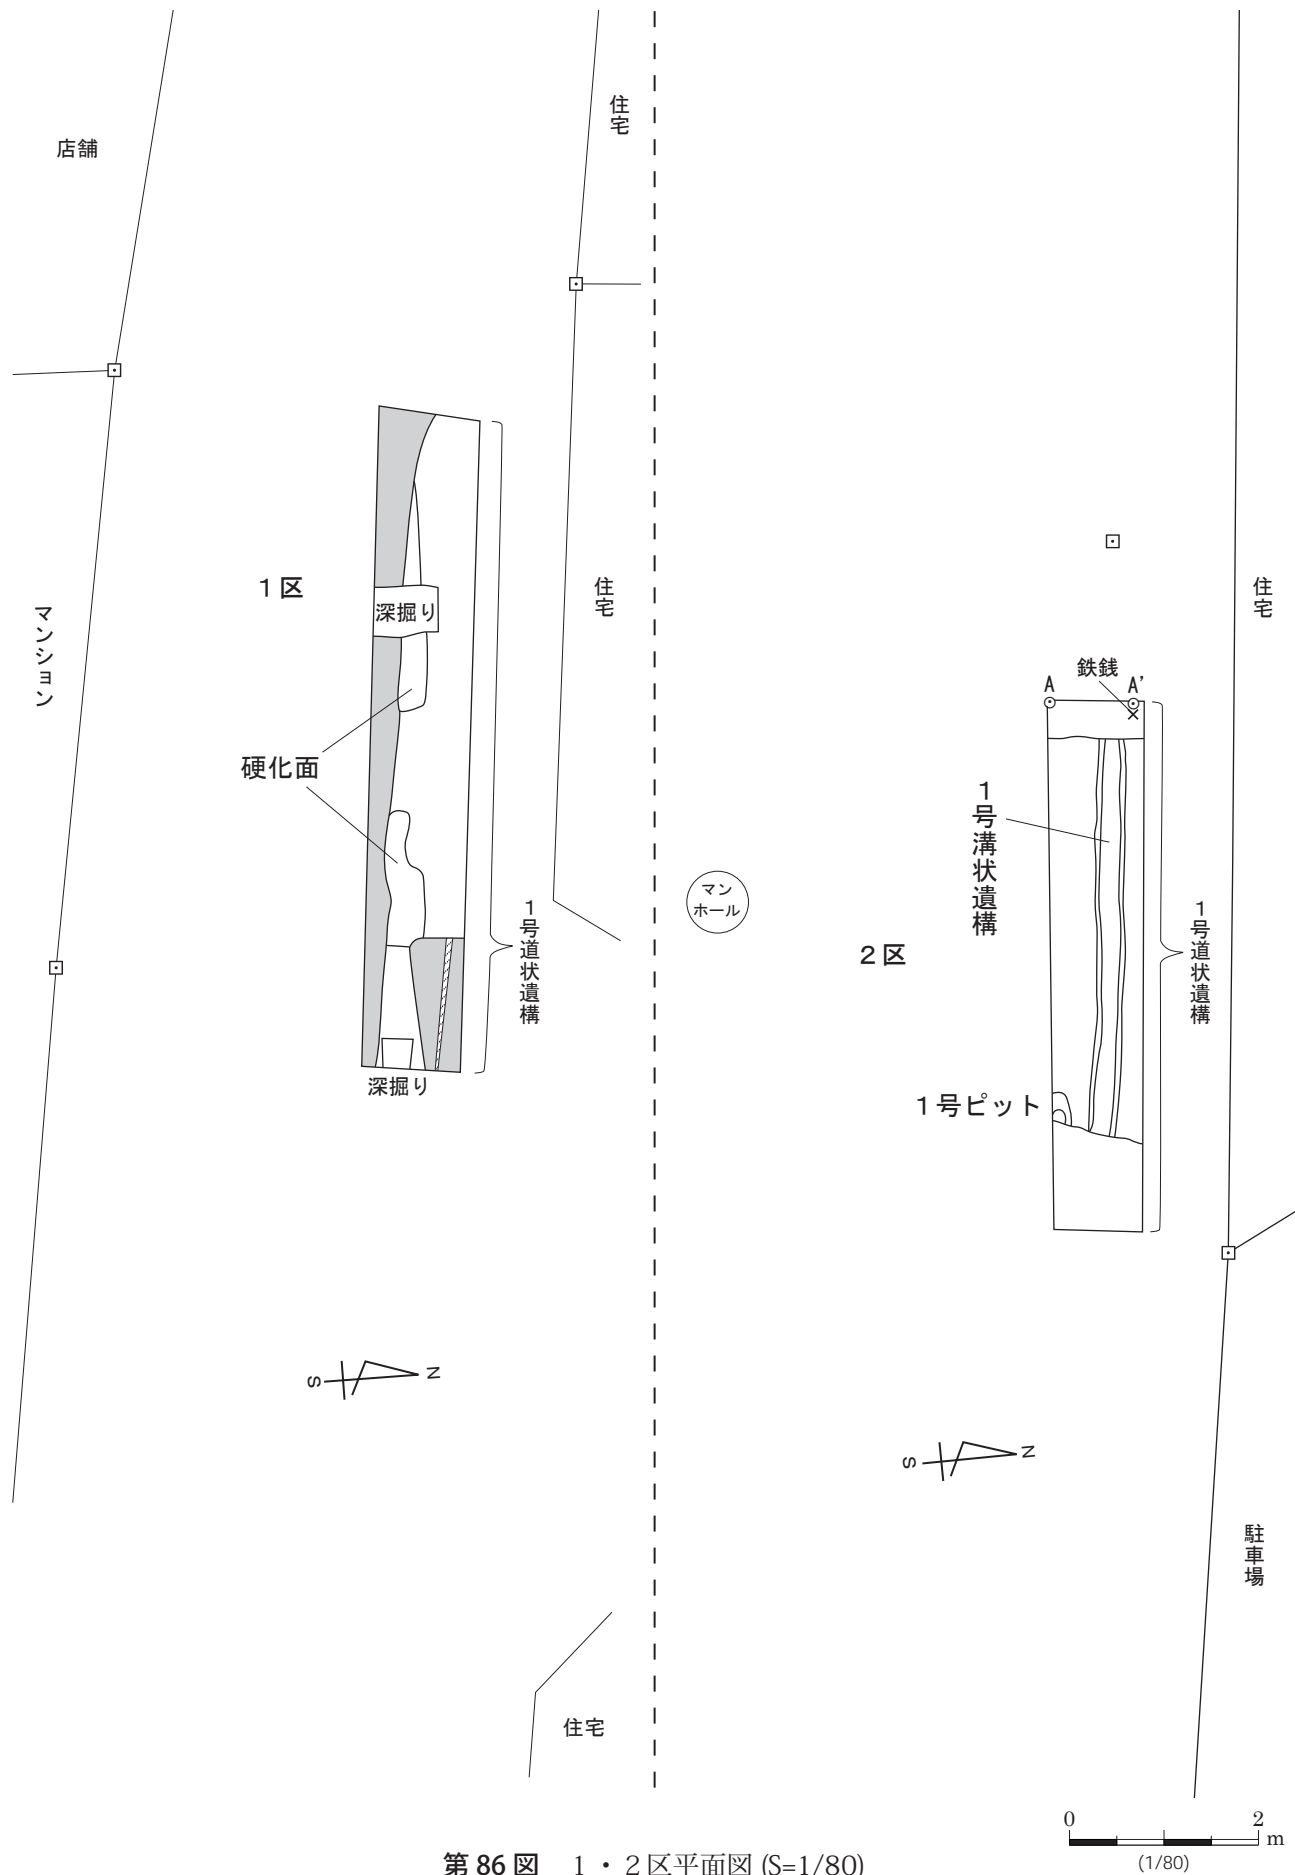 店舗
住宅
マンション
1区
深掘り
硬化面
深掘り
1号道状遺構
住宅
S
N
住宅
マン
ホール
2区
鉄銭
A
A'
1号溝状遺構
1号ピット
1号道状遺構
住宅
S
N
駐車場
0
2
m
(1/80)
第86図 1・2区平面図 (S=1/80)